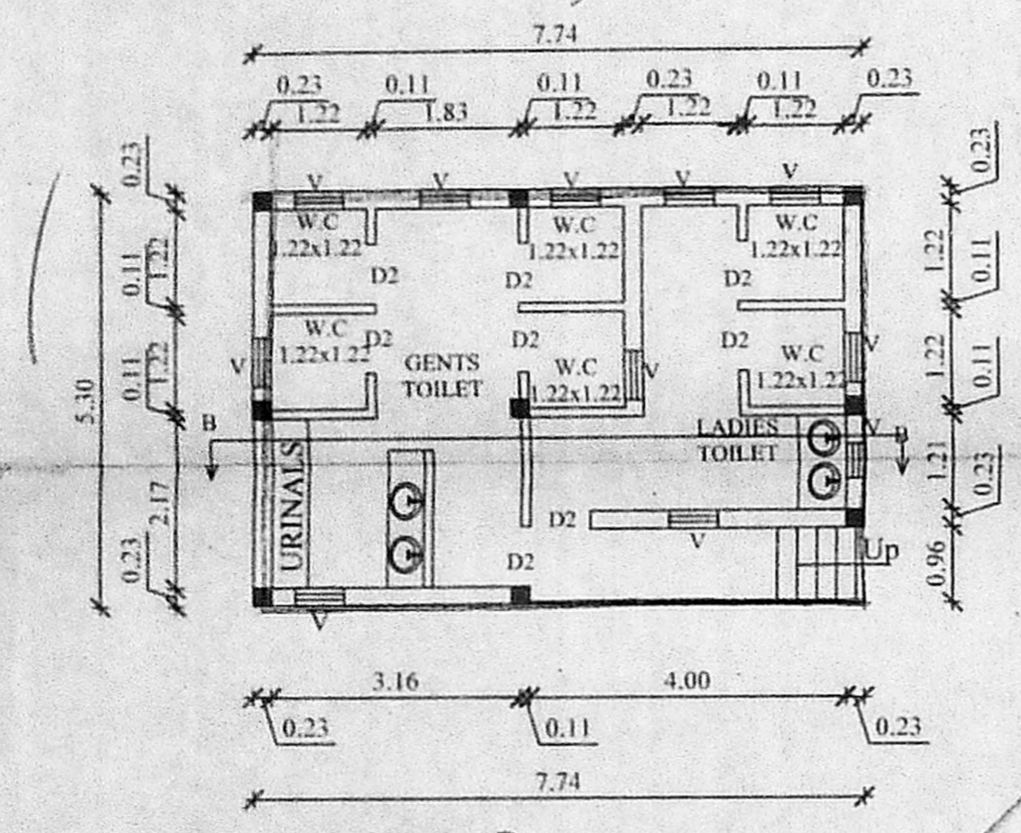 7.74
0.23 0.11 0.11 0.23 0.11 0.23
1.22 1.83 1.22 1.22 1.22
0.23 0.23
V V V V V
W.C W.C W.C
1.22x1.22 1.22x1.22 1.22x1.22
0.11 1.22 D2 D2 D2 1.22 0.11
W.C D2 D2 D2
1.22x1.22 W.C W.C
V GENTS V V
TOILET 1.22x1.22 1.22x1.22
0.11 1.22 1.22 0.11
5.30
B LADIES V B
TOILET
URINALS
2.17 1.21 0.23
D2
V
0.23 D2 Up 0.96
V
3.16 4.00
0.23 0.11 0.23
7.74